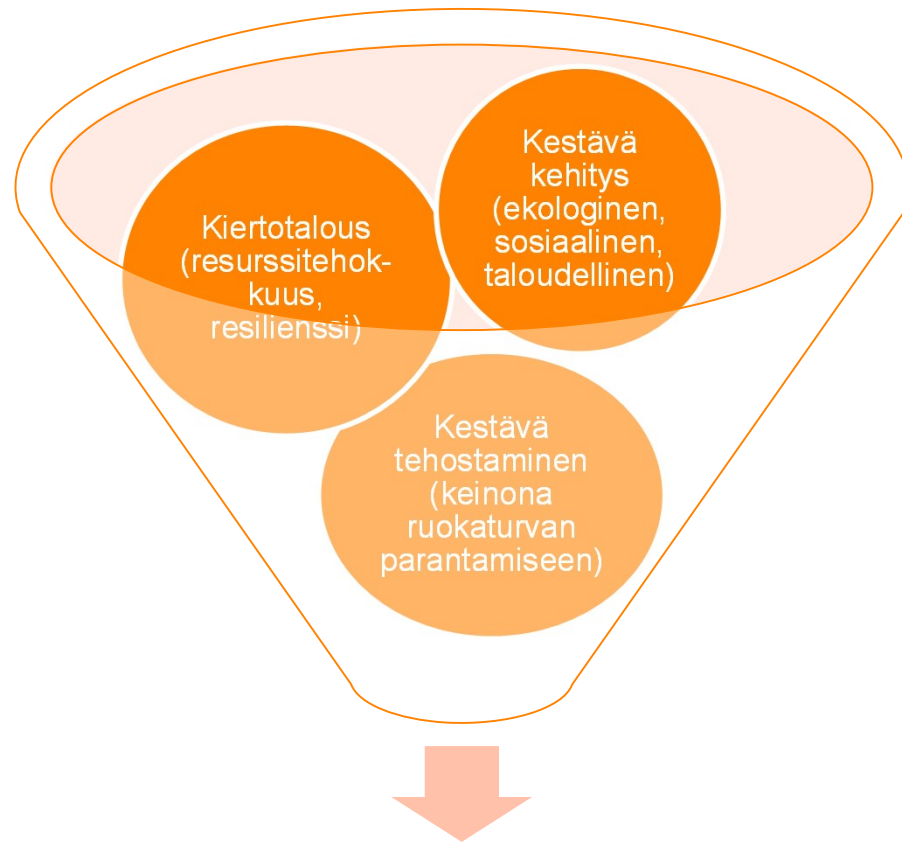 Kestävä
kehitys
(ekologinen,
sosiaalinen,
taloudellinen)
Kiertotalous
(resurssitehok-
kuus,
resilienssi)
Kestävä
tehostaminen
(keinona
ruokaturvan
parantamiseen)